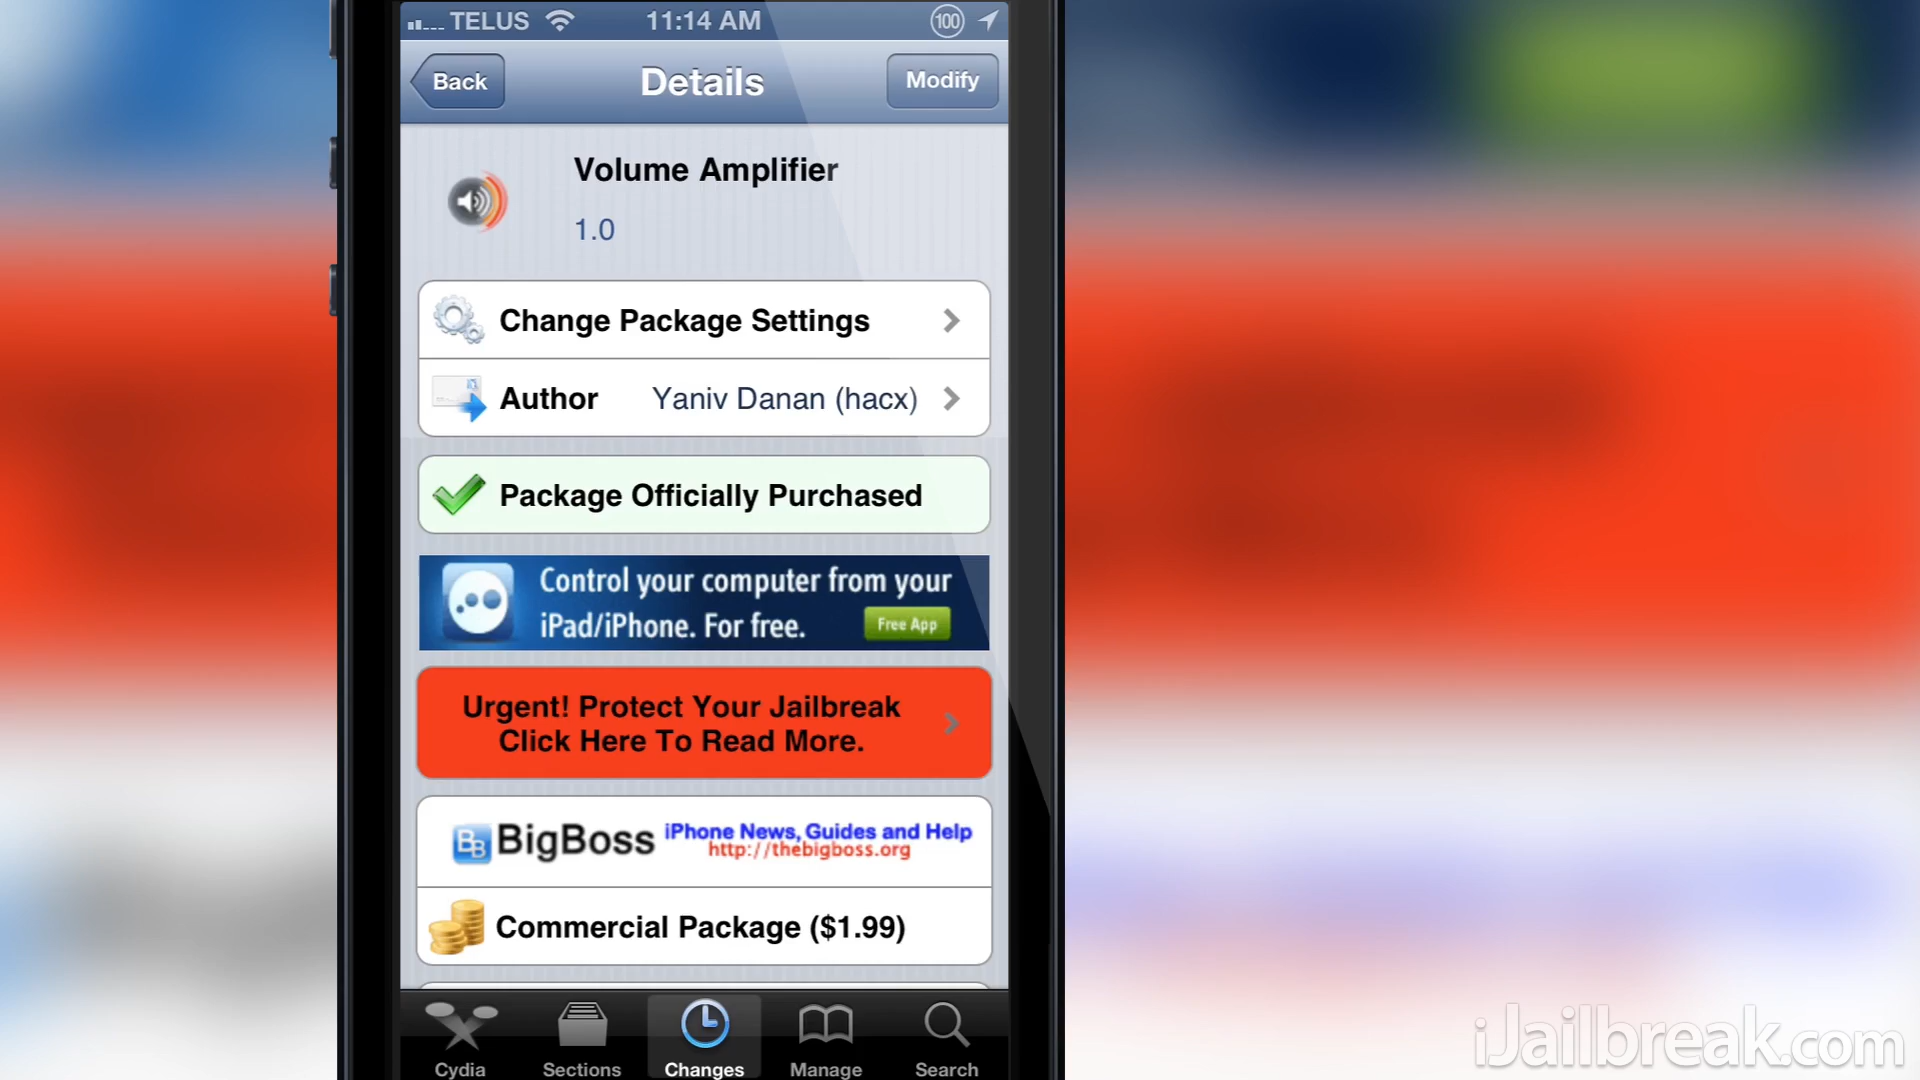 TELUS 11:14 AM 100
Back Details Modify
Volume Amplifier
1.0
Change Package Settings
Author Yaniv Danan (hacx)
Package Officially Purchased
Control your computer from your
iPad/iPhone. For free. Free App
Urgent! Protect Your Jailbreak
Click Here To Read More.
BB BigBoss iPhone News, Guides and Help
http://thebigboss.org
Commercial Package ($1.99)
Cydia Sections Changes Manage Search
iJailbreak.com